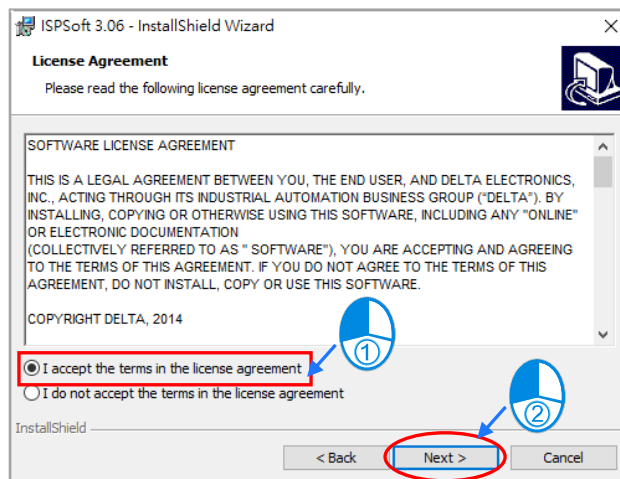 ISPSoft 3.06 - InstallShield Wizard
License Agreement
Please read the following license agreement carefully.
SOFTWARE LICENSE AGREEMENT
THIS IS A LEGAL AGREEMENT BETWEEN YOU, THE END USER, AND DELTA ELECTRONICS,
INC., ACTING THROUGH ITS INDUSTRIAL AUTOMATION BUSINESS GROUP ("DELTA"). BY
INSTALLING, COPYING OR OTHERWISE USING THIS SOFTWARE, INCLUDING ANY "ONLINE"
OR ELECTRONIC DOCUMENTATION
(COLLECTIVELY REFERRED TO AS " SOFTWARE"), YOU ARE ACCEPTING AND AGREEING
TO THE TERMS OF THIS AGREEMENT. IF YOU DO NOT AGREE TO THE TERMS OF THIS
AGREEMENT, DO NOT INSTALL, COPY OR USE THIS SOFTWARE.
COPYRIGHT DELTA, 2014
①
I accept the terms in the license agreement
I do not accept the terms in the license agreement
②
InstallShield
< Back
Next >
Cancel